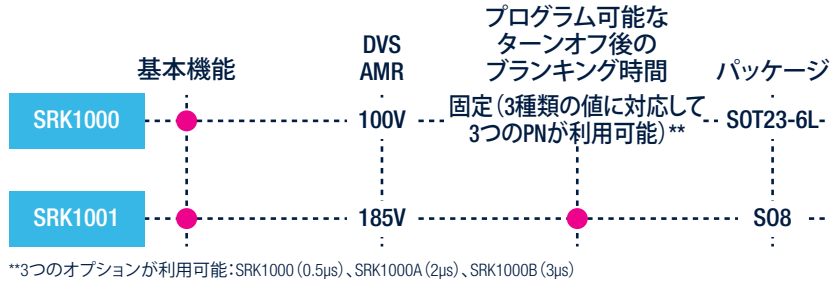 基本機能
DVS
AMR
プログラム可能な
ターンオフ後の
ブランキング時間
パッケージ
SRK1000
100V
固定（3種類の値に対応して
3つのPNが利用可能）**
SOT23-6L
SRK1001
185V
SO8
**3つのオプションが利用可能：SRK1000（0.5µs）、SRK1000A（2µs）、SRK1000B（3µs）